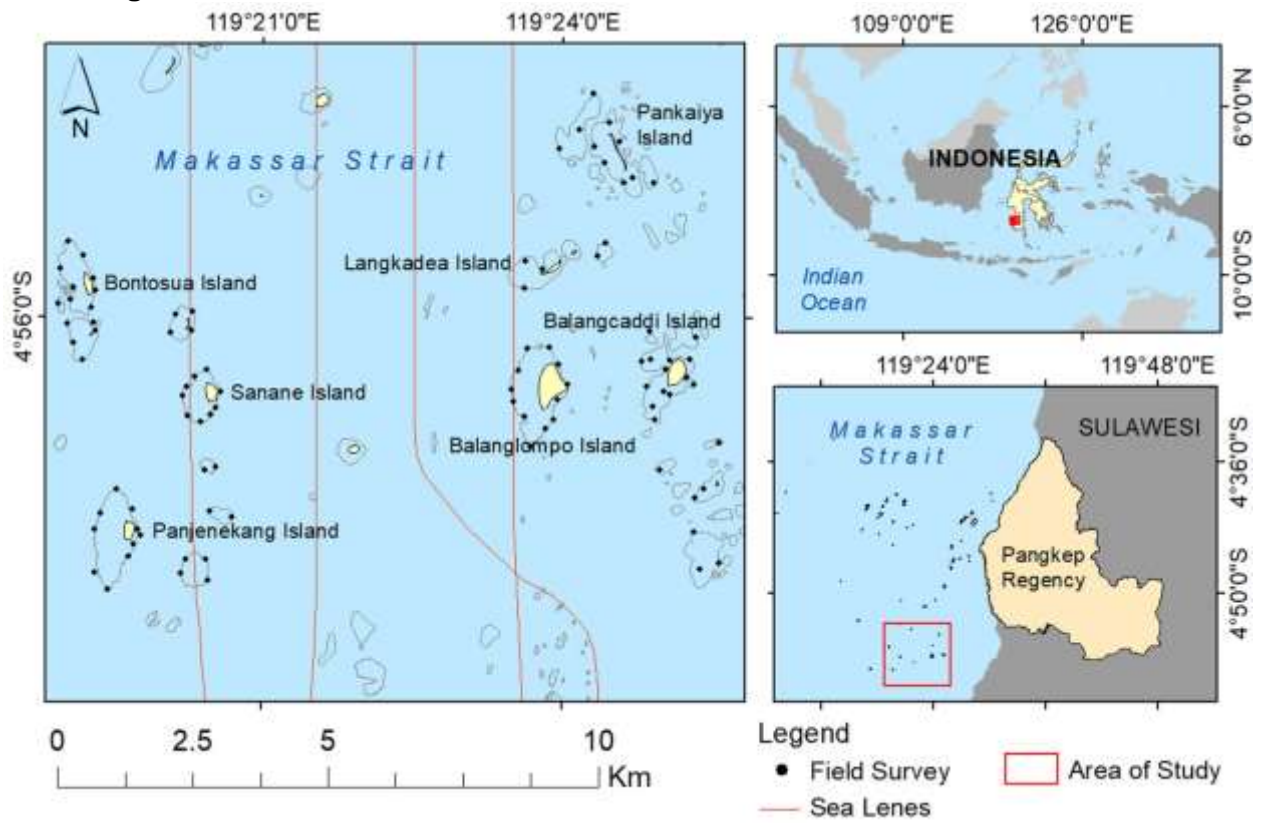 119°21'0"E
119°24'0"E
N
Makassar Strait
Pankaiya
Island
Langkadea Island
Bontosua Island
4°56'0"S
Balangcaddi Island
Sanane Island
Balanglompo Island
Panjenekang Island
0
2.5
5
10
Km
109°0'0"E
126°0'0"E
6°0'0"N
INDONESIA
Indian
Ocean
10°0'0"S
119°24'0"E
119°48'0"E
Makassar
Strait
SULAWESI
4°36'0"S
Pangkep
Regency
4°50'0"S
Legend
Field Survey
Area of Study
Sea Lenes